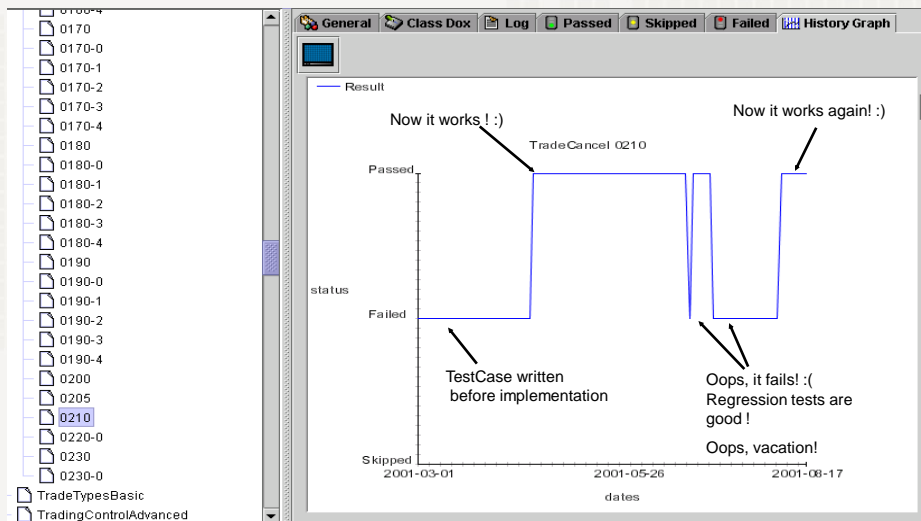 0160-4
0170
0170-0
0170-1
0170-2
0170-3
0170-4
0180
0180-0
0180-1
0180-2
0180-3
0180-4
0190
0190-0
0190-1
0190-2
0190-3
0190-4
0200
0205
0210
0220-0
0230
0230-0
TradeTypesBasic
TradingControlAdvanced
General Class Dox Log Passed Skipped Failed History Graph
Result
Now it works ! :)
Now it works again! :)
TradeCancel 0210
Passed
status
Failed
TestCase written
before implementation
Oops, it fails! :(
Regression tests are
good !
Oops, vacation!
Skipped
2001-03-01 2001-05-26 2001-08-17
dates